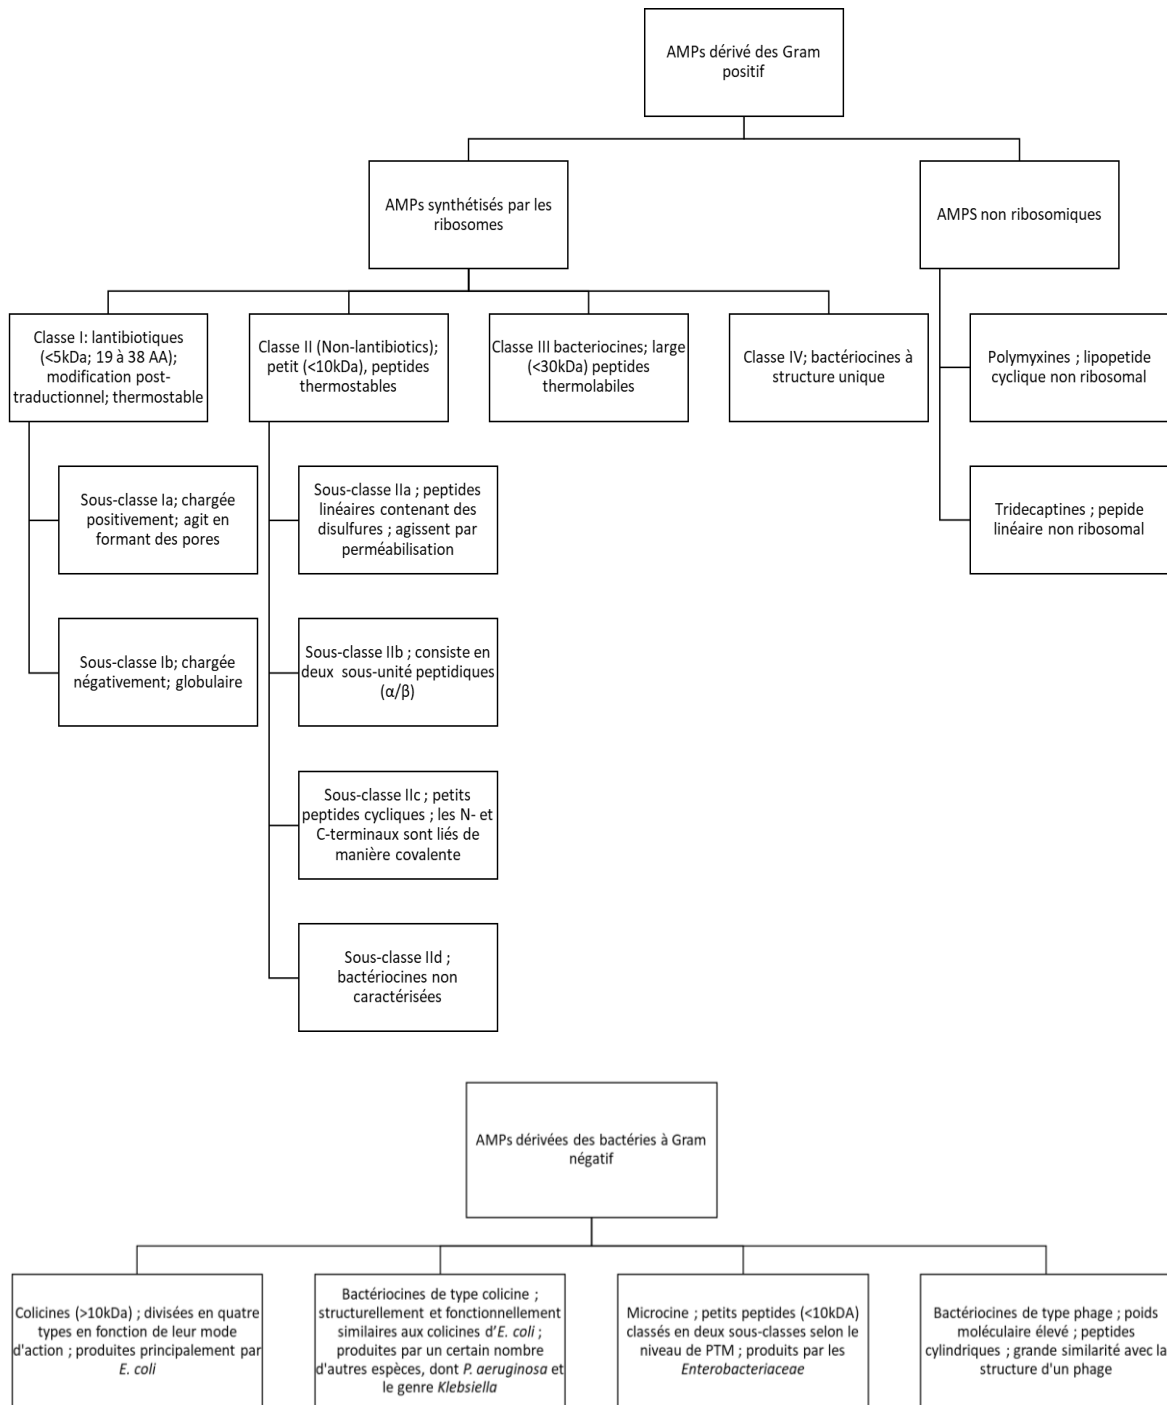 AMPs dérivé des Gram
positif
AMPs synthétisés par les
ribosomes
AMPS non ribosomiques
Classe I: lantibiotiques
(<5kDa; 19 à 38 AA);
modification post-
traductionnel; thermostable
Classe II (Non-lantibiotics);
petit (<10kDa), peptides
thermostables
Classe III bacteriocines; large
(<30kDa) peptides
thermolabiles
Classe IV; bactériocines à
structure unique
Polymyxines ; lipopetide
cyclique non ribosomal
Sous-classe Ia; chargée
positivement; agit en
formant des pores
Sous-classe IIa ; peptides
linéaires contenant des
disulfures ; agissent par
perméabilisation
Tridecaptines ; pepide
linéaire non ribosomal
Sous-classe Ib; chargée
négativement; globulaire
Sous-classe IIb ; consiste en
deux sous-unité peptidiques
(α/β)
Sous-classe IIc ; petits
peptides cycliques ; les N- et
C-terminaux sont liés de
manière covalente
Sous-classe IId ;
bactériocines non
caractérisées
AMPs dérivées des bactéries à Gram
négatif
Colicines (>10kDa) ; divisées en quatre
types en fonction de leur mode
d'action ; produites principalement par
E. coli
Bactériocines de type colicine ;
structurellement et fonctionnellement
similaires aux colicines d'E. coli ;
produites par un certain nombre
d'autres espèces, dont P. aeruginosa et
le genre Klebsiella
Microcine ; petits peptides (<10kDA)
classés en deux sous-classes selon le
niveau de PTM ; produits par les
Enterobacteriaceae
Bactériocines de type phage ; poids
moléculaire élevé ; peptides
cylindriques ; grande similarité avec la
structure d'un phage